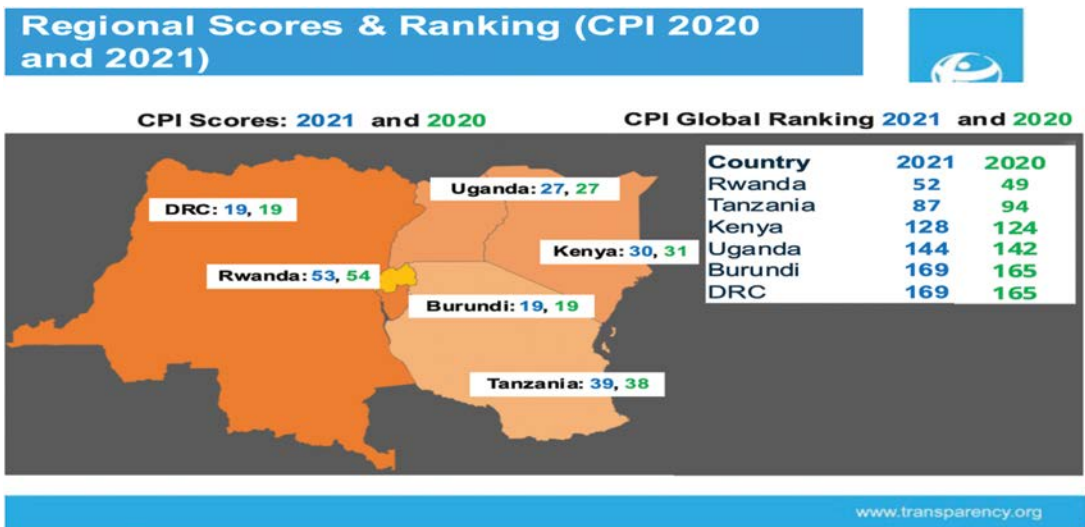 Regional Scores & Ranking (CPI 2020
and 2021)
CPI Scores: 2021 and 2020
CPI Global Ranking 2021 and 2020
Uganda: 27, 27
DRC: 19, 19
Kenya: 30, 31
Rwanda: 53, 54
Burundi: 19, 19
Tanzania: 39, 38
Country 2021 2020
Rwanda 52 49
Tanzania 87 94
Kenya 128 124
Uganda 144 142
Burundi 169 165
DRC 169 165
www.transparency.org